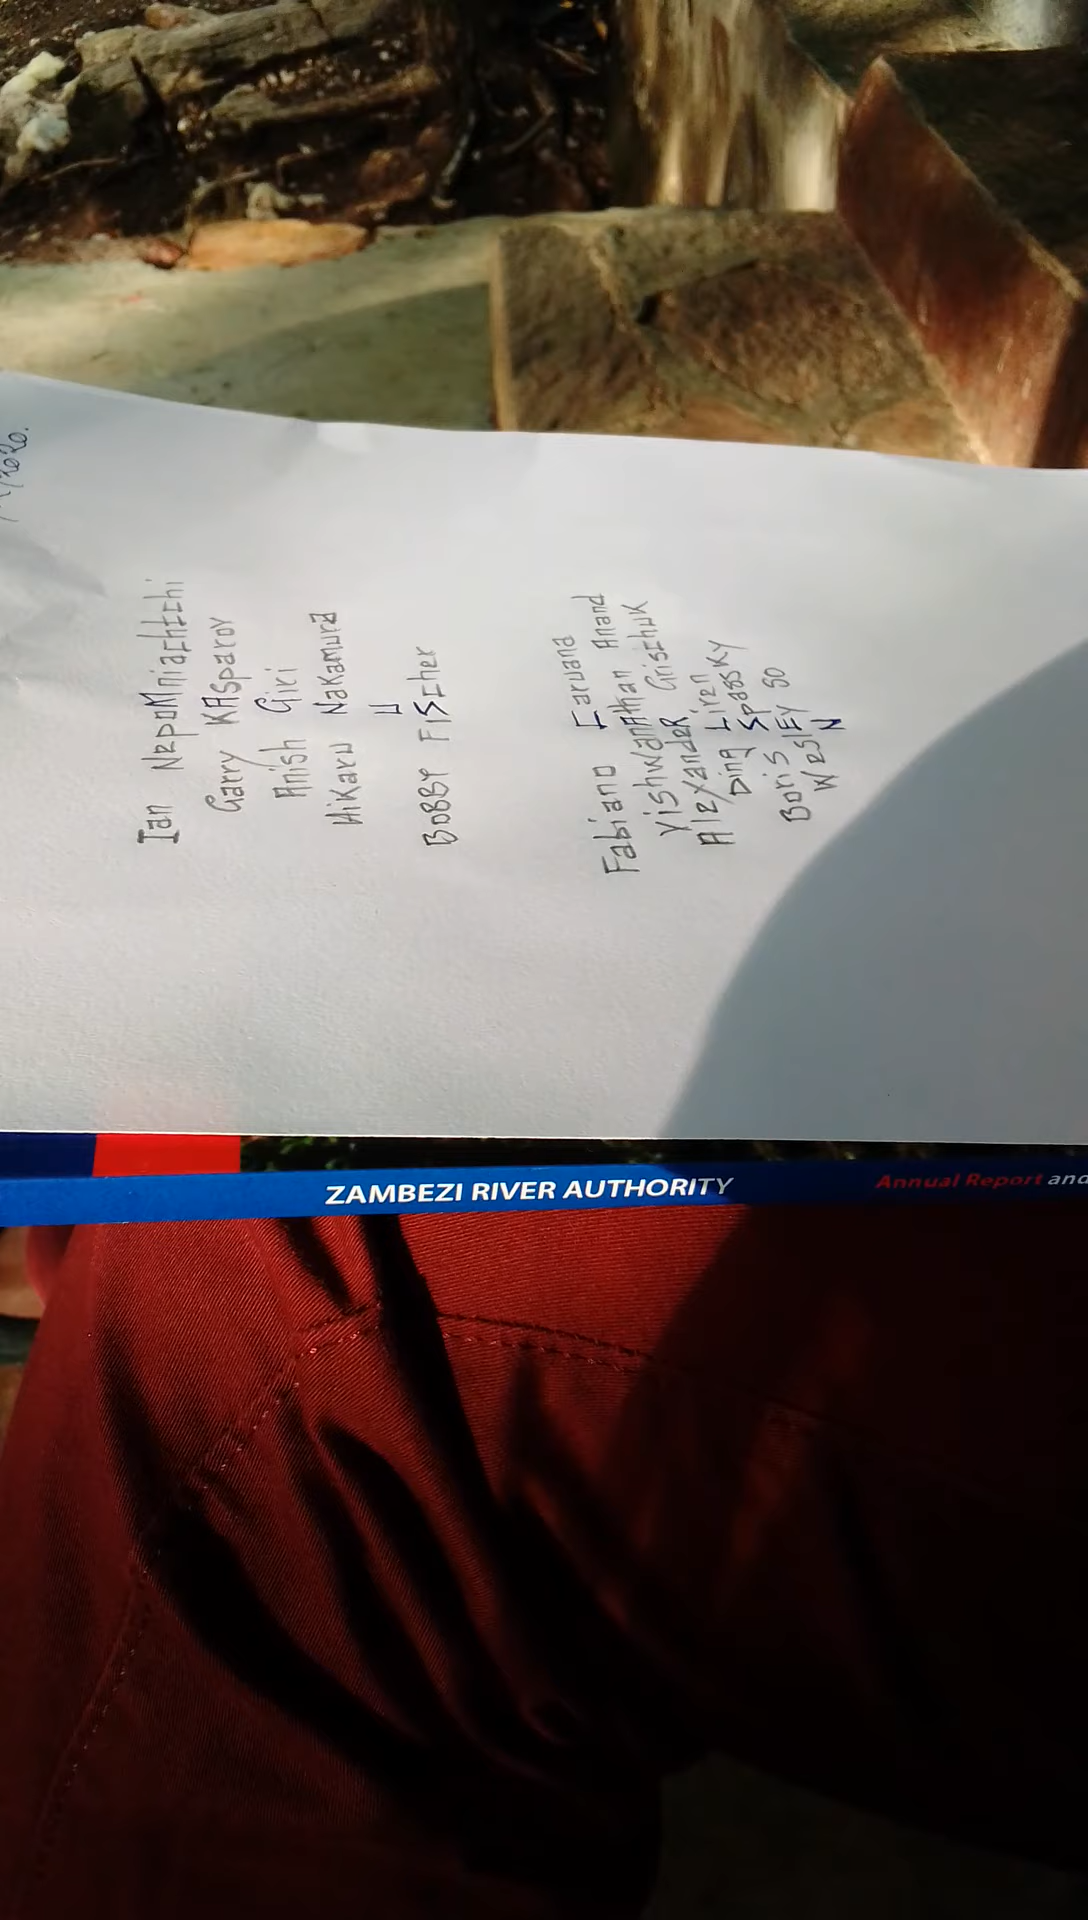 Ian NepoMniachtchi
Garry KAsparov
Anish Giri
Hikaru Nakamura
U
BOBBY FISCher
Fabiano Caruana
VishwanAthan Anand
AleXandeR Grischuk
Ding Liren
Boris SpassKy
WeslEY SO
N
ZAMBEZI RIVER AUTHORITY
Annual Report and